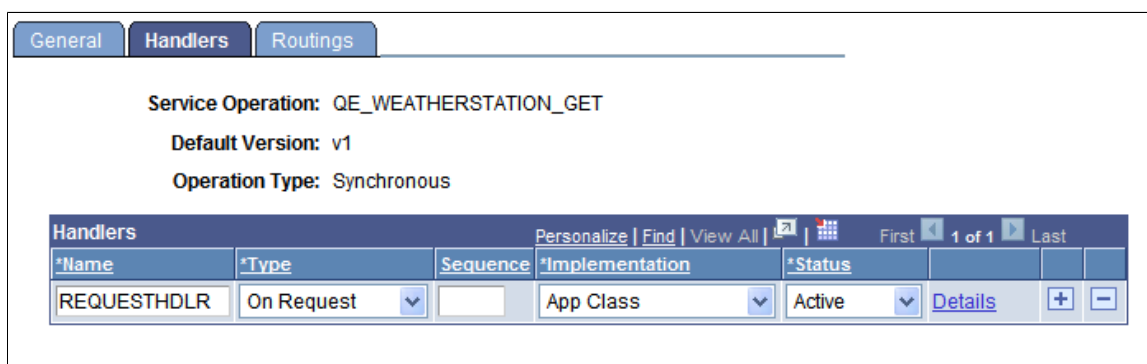 General Handlers Routings
Service Operation: QE_WEATHERSTATION_GET
Default Version: v1
Operation Type: Synchronous
Handlers Personalize | Find | View All | | First 1 of 1 Last
*Name *Type Sequence *Implementation *Status
REQUESTHDLR On Request App Class Active Details + −